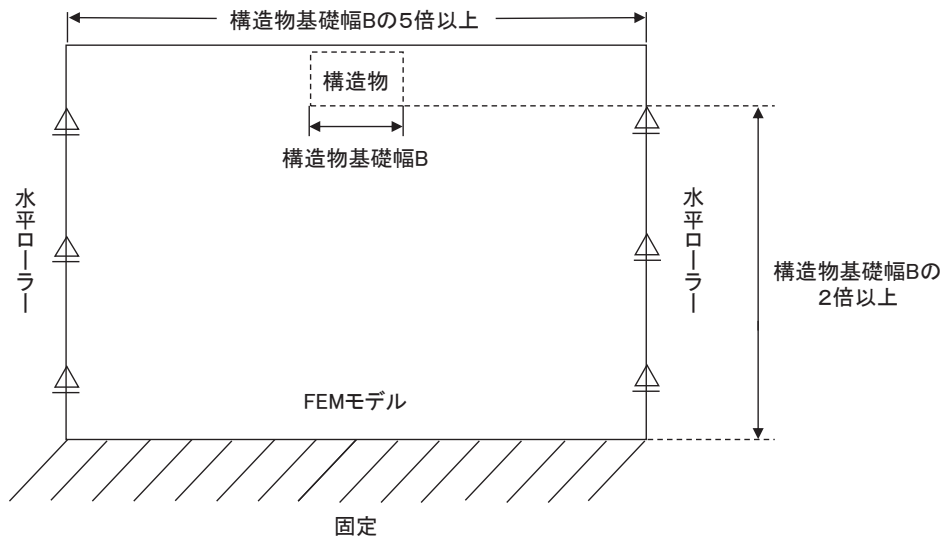 構造物基礎幅Bの5倍以上
構造物
構造物基礎幅B
水平ローラー
水平ローラー
構造物基礎幅Bの
2倍以上
FEMモデル
固定